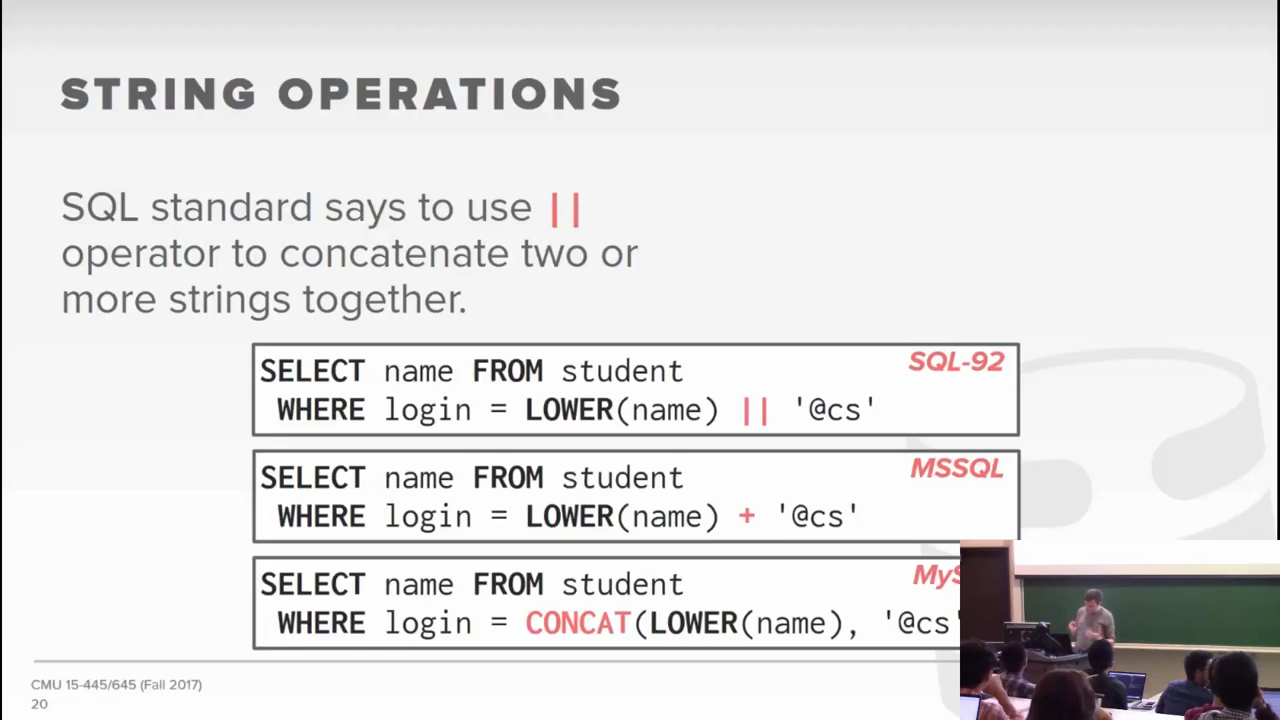 STRING OPERATIONS
SQL standard says to use ||
operator to concatenate two or
more strings together.
SELECT name FROM student SQL-92
WHERE login = LOWER(name) || '@cs'
SELECT name FROM student MSSQL
WHERE login = LOWER(name) + '@cs'
SELECT name FROM student
WHERE login = CONCAT(LOWER(name), '@cs'
CMU 15-445/645 (Fall 2017)
20